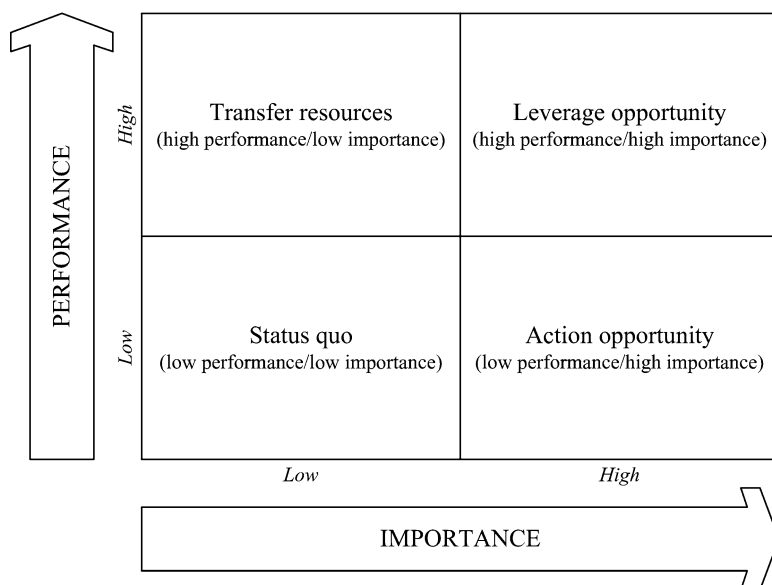 PERFORMANCE
High
Transfer resources
(high performance/low importance)
Leverage opportunity
(high performance/high importance)
Low
Status quo
(low performance/low importance)
Action opportunity
(low performance/high importance)
Low
High
IMPORTANCE